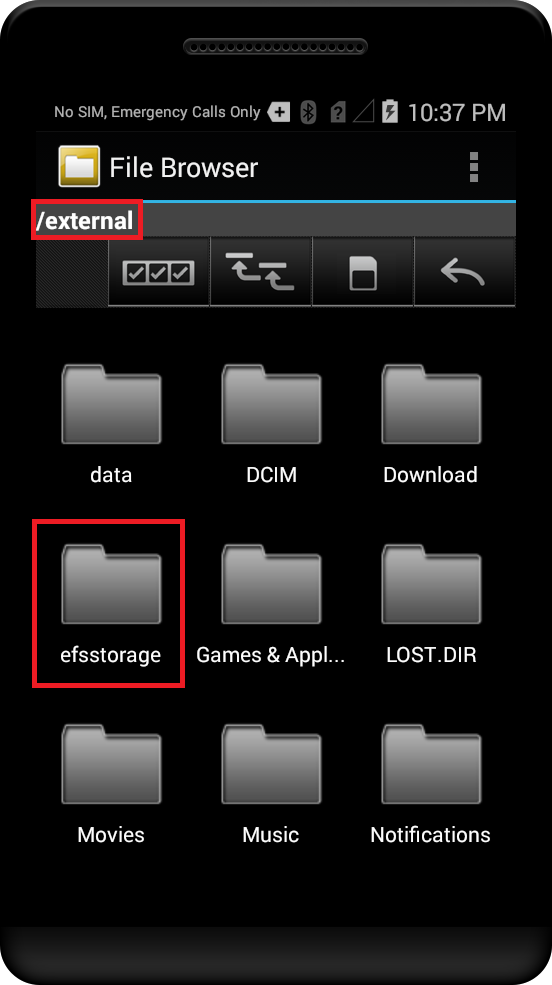 No SIM, Emergency Calls Only 10:37 PM
File Browser
/external
data DCIM Download
efsstorage Games & Appl... LOST.DIR
Movies Music Notifications